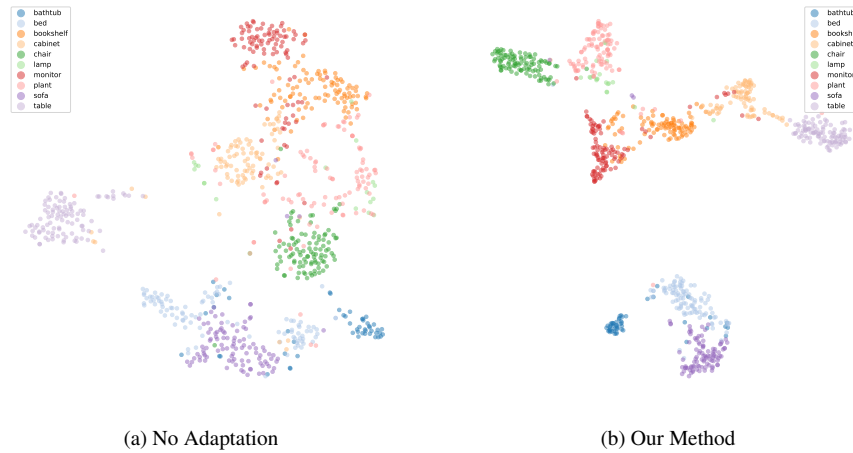 bathtub
bed
bookshelf
cabinet
chair
lamp
monitor
plant
sofa
table
bathtub
bed
bookshelf
cabinet
chair
lamp
monitor
plant
sofa
table
(a) No Adaptation
(b) Our Method